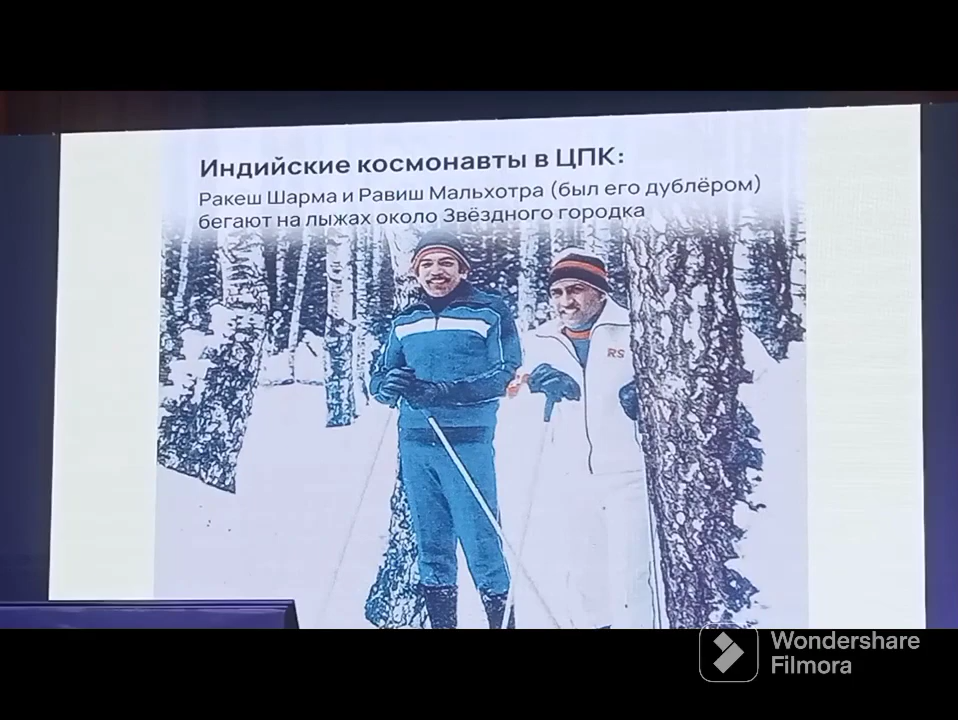 Индийские космонавты в ЦПК:
Ракеш Шарма и Равиш Мальхотра (был его дублёром)
бегают на лыжах около Звёздного городка
RS
Wondershare
Filmora